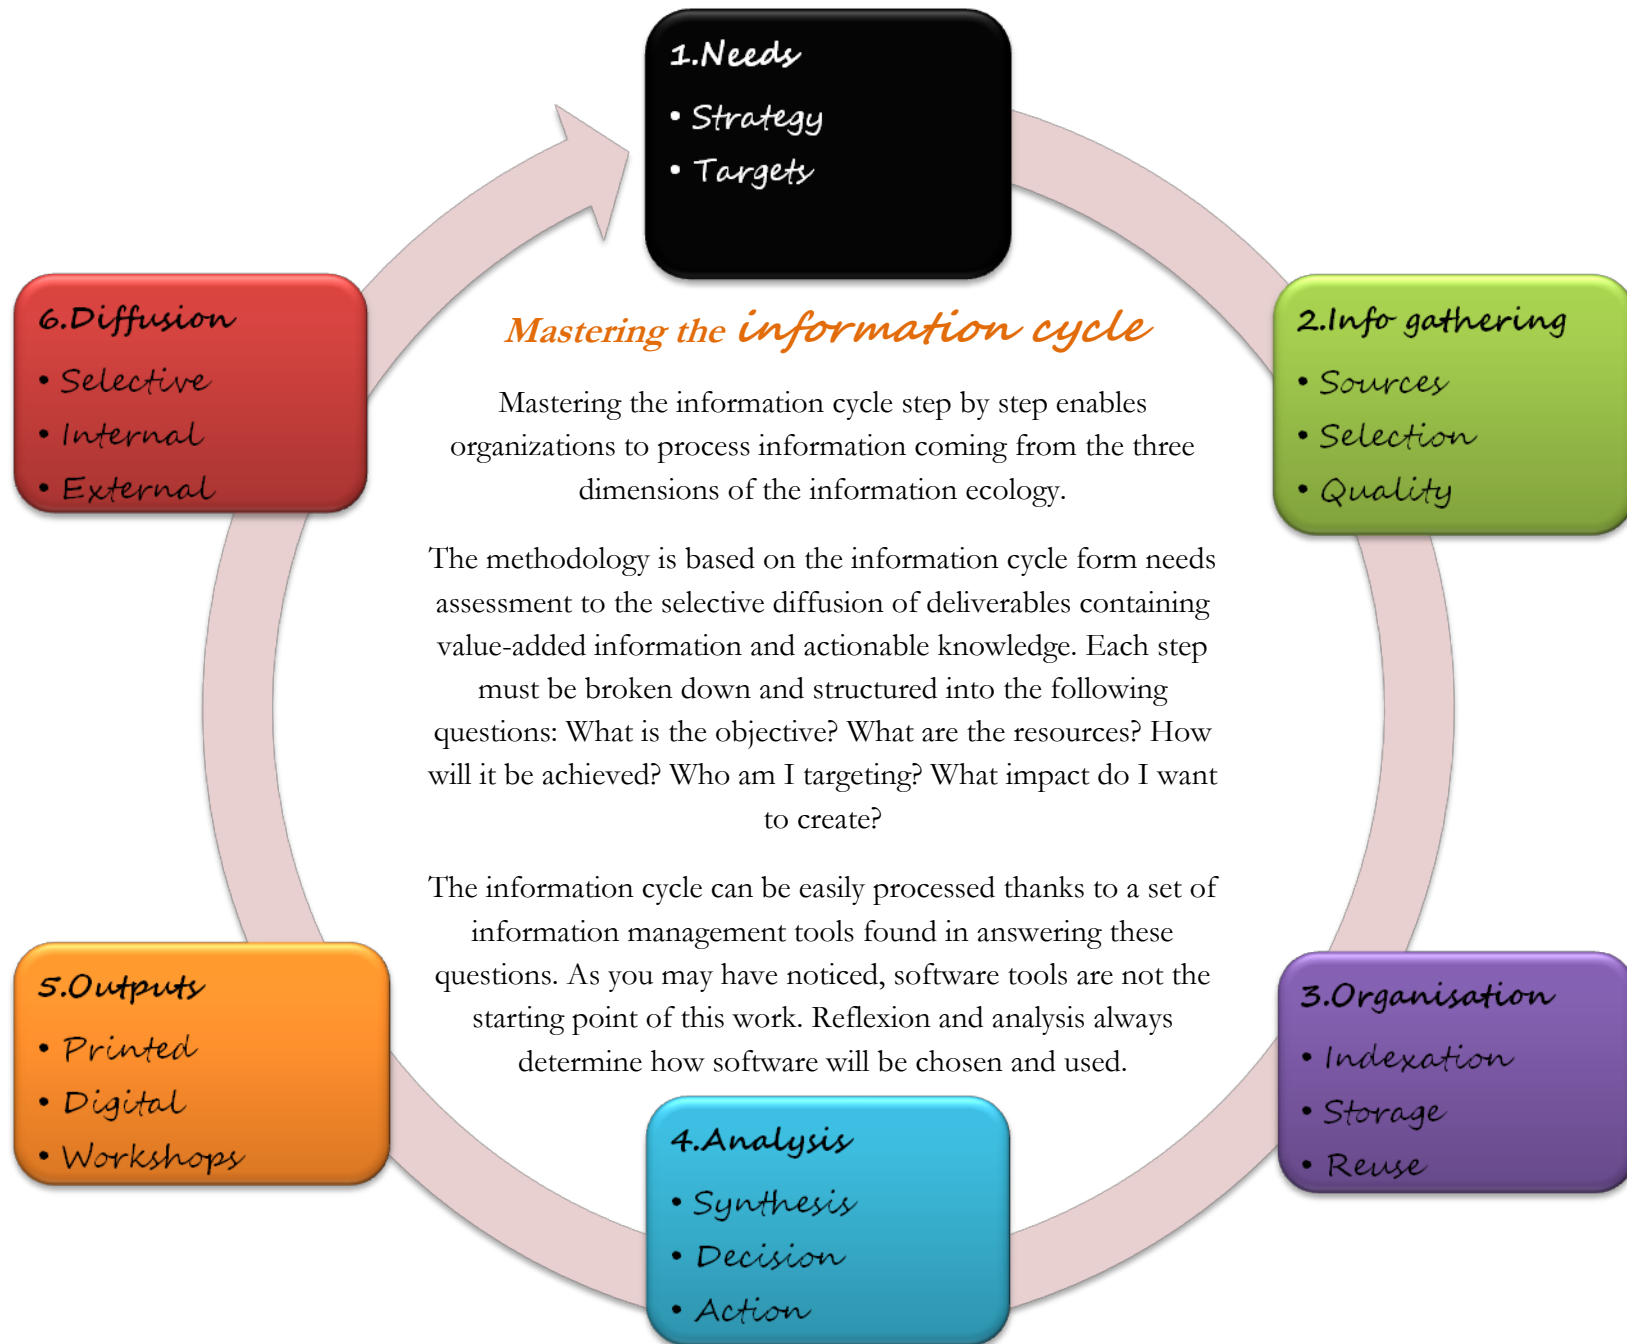 1.Needs
• Strategy
• Targets
2.Info gathering
• Sources
• Selection
• Quality
3.Organisation
• Indexation
• Storage
• Reuse
4.Analysis
• Synthesis
• Decision
• Action
5.Outputs
• Printed
• Digital
• Workshops
6.Diffusion
• Selective
• Internal
• External
Mastering the information cycle
Mastering the information cycle step by step enables
organizations to process information coming from the three
dimensions of the information ecology.
The methodology is based on the information cycle form needs
assessment to the selective diffusion of deliverables containing
value-added information and actionable knowledge. Each step
must be broken down and structured into the following
questions: What is the objective? What are the resources? How
will it be achieved? Who am I targeting? What impact do I want
to create?
The information cycle can be easily processed thanks to a set of
information management tools found in answering these
questions. As you may have noticed, software tools are not the
starting point of this work. Reflexion and analysis always
determine how software will be chosen and used.